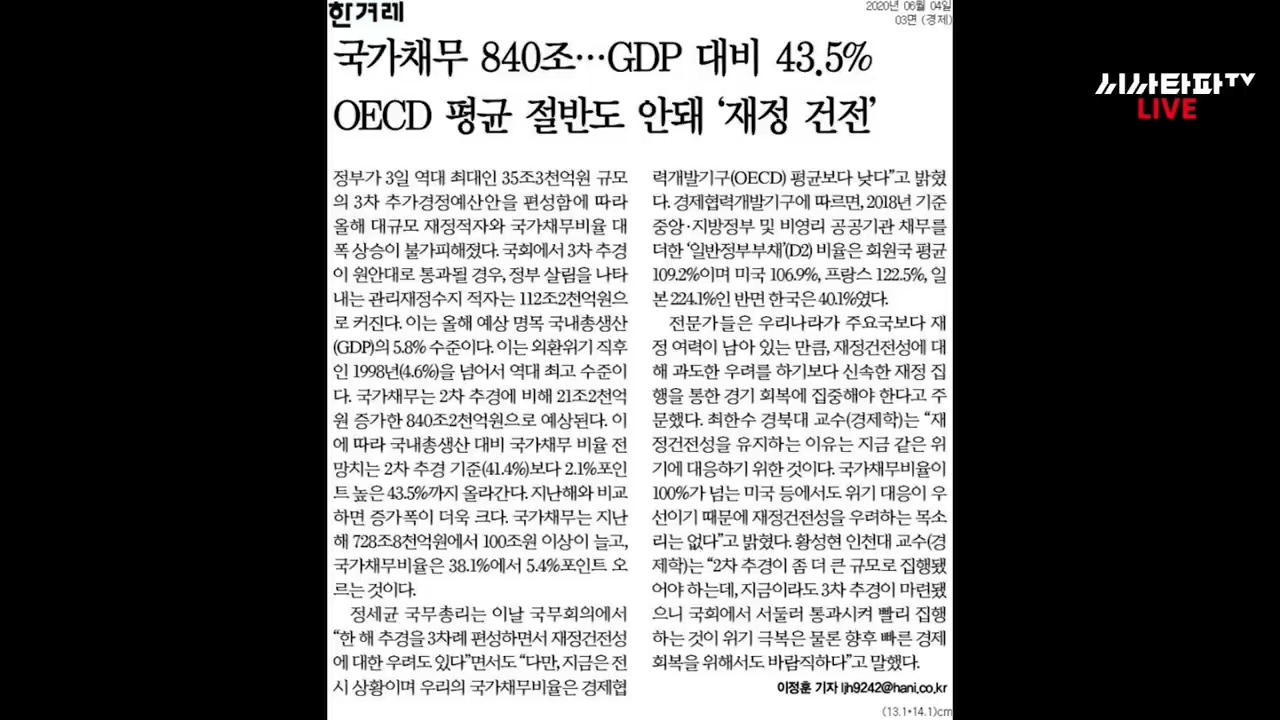 한겨레
2020년 06월 04일
03면 (경제)
국가채무 840조…GDP 대비 43.5%
OECD 평균 절반도 안돼 ‘재정 건전’
시사타파TV
LIVE
정부가 3일 역대 최대인 35조3천억원 규모
의 3차 추가경정예산안을 편성함에 따라
올해 대규모 재정적자와 국가채무비율 대
폭 상승이 불가피해졌다. 국회에서 3차 추경
이 원안대로 통과될 경우, 정부 살림을 나타
내는 관리재정수지 적자는 112조2천억원으
로 커진다. 이는 올해 예상 명목 국내총생산
(GDP)의 5.8% 수준이다. 이는 외환위기 직후
인 1998년(4.6%)을 넘어서 역대 최고 수준이
다. 국가채무는 2차 추경에 비해 21조2천억
원 증가한 840조2천억원으로 예상된다. 이
에 따라 국내총생산 대비 국가채무 비율 전
망치는 2차 추경 기준(41.4%)보다 2.1%포인
트 높은 43.5%까지 올라간다. 지난해와 비교
하면 증가폭이 더욱 크다. 국가채무는 지난
해 728조8천억원에서 100조원 이상이 늘고,
국가채무비율은 38.1%에서 5.4%포인트 오
르는 것이다.
정세균 국무총리는 이날 국무회의에서
“한 해 추경을 3차례 편성하면서 재정건전성
에 대한 우려도 있다”면서도 “다만, 지금은 전
시 상황이며 우리의 국가채무비율은 경제협
력개발기구(OECD) 평균보다 낮다”고 밝혔
다. 경제협력개발기구에 따르면, 2018년 기준
중앙·지방정부 및 비영리 공공기관 채무를
더한 ‘일반정부부채’(D2) 비율은 회원국 평균
109.2%이며 미국 106.9%, 프랑스 122.5%, 일
본 224.1%인 반면 한국은 40.1%였다.
전문가들은 우리나라가 주요국보다 재
정 여력이 남아 있는 만큼, 재정건전성에 대
해 과도한 우려를 하기보다 신속한 재정 집
행을 통한 경기 회복에 집중해야 한다고 주
문했다. 최한수 경북대 교수(경제학)는 “재
정건전성을 유지하는 이유는 지금 같은 위
기에 대응하기 위한 것이다. 국가채무비율이
100%가 넘는 미국 등에서도 위기 대응이 우
선이기 때문에 재정건전성을 우려하는 목소
리는 없다”고 밝혔다. 황성현 인천대 교수(경
제학)는 “2차 추경이 좀 더 큰 규모로 집행됐
어야 하는데, 지금이라도 3차 추경이 마련됐
으니 국회에서 서둘러 통과시켜 빨리 집행
하는 것이 위기 극복은 물론 향후 빠른 경제
회복을 위해서도 바람직하다”고 말했다.
이정훈 기자 ljh9242@hani.co.kr
(13.1*14.1)cm